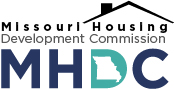 Missouri Housing
Development Commission
MHDC